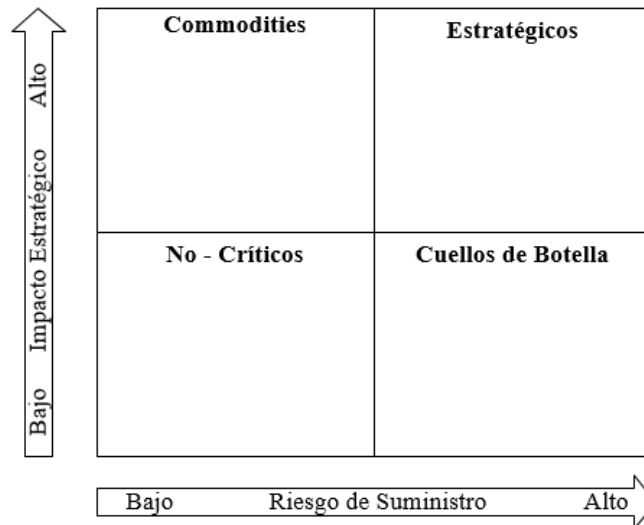 Commodities
Estratégicos
No - Críticos
Cuellos de Botella
Bajo Impacto Estratégico Alto
Bajo Riesgo de Suministro Alto